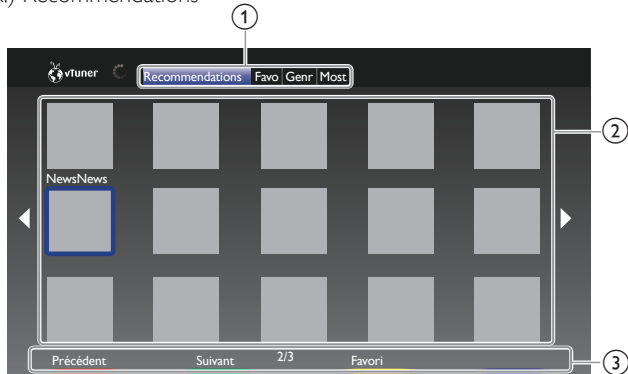 Recommendations
1
vTuner Recommendations Favo Genr Most
2
NewsNews
Précédent Suivant 2/3 Favori
3